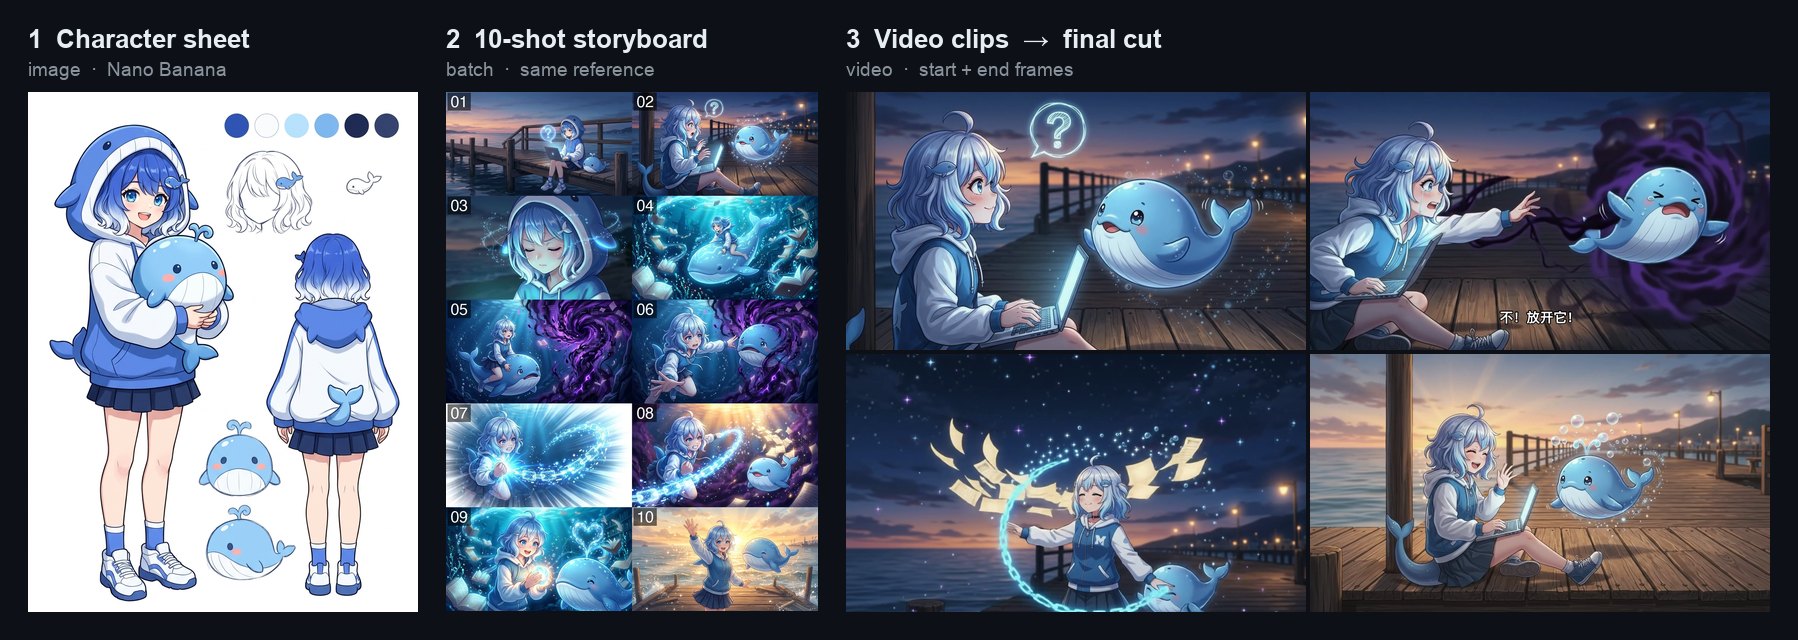 1 Character sheet
image · Nano Banana
2 10-shot storyboard
batch · same reference
01
02
?
?
03
04
05
06
07
08
09
10
3 Video clips → final cut
video · start + end frames
?
不！放开它！
M